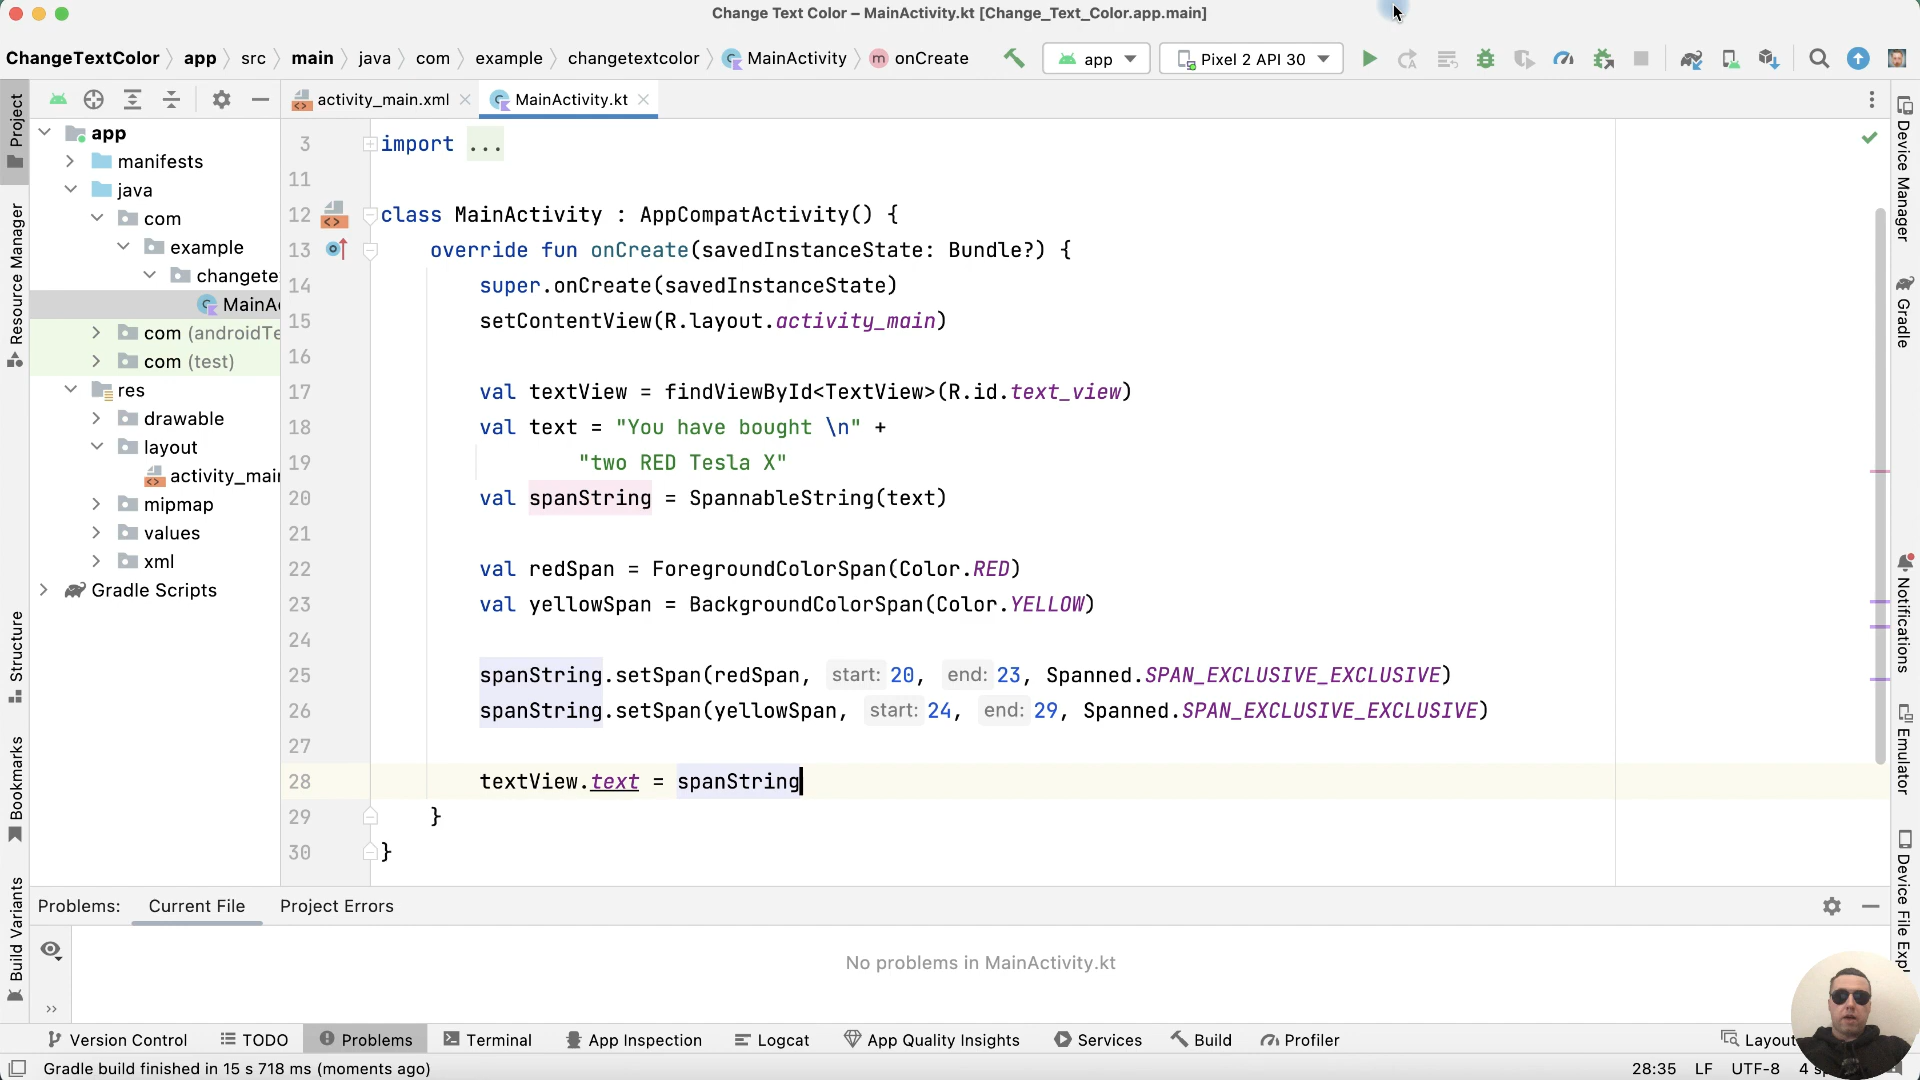 Change Text Color – MainActivity.kt [Change_Text_Color.app.main]
ChangeTextColor app src main java com example changetextcolor MainActivity onCreate
app
Pixel 2 API 30
activity_main.xml
MainActivity.kt
Project
Resource Manager
Structure
Bookmarks
Build Variants
app
manifests
java
com
example
changete
MainA
com (androidTe
com (test)
res
drawable
layout
activity_mai
mipmap
values
xml
Gradle Scripts
3 import ...
11
12 class MainActivity : AppCompatActivity() {
13 override fun onCreate(savedInstanceState: Bundle?) {
14 super.onCreate(savedInstanceState)
15 setContentView(R.layout.activity_main)
16
17 val textView = findViewById<TextView>(R.id.text_view)
18 val text = "You have bought \n" +
19 "two RED Tesla X"
20 val spanString = SpannableString(text)
21
22 val redSpan = ForegroundColorSpan(Color.RED)
23 val yellowSpan = BackgroundColorSpan(Color.YELLOW)
24
25 spanString.setSpan(redSpan, start: 20, end: 23, Spanned.SPAN_EXCLUSIVE_EXCLUSIVE)
26 spanString.setSpan(yellowSpan, start: 24, end: 29, Spanned.SPAN_EXCLUSIVE_EXCLUSIVE)
27
28 textView.text = spanString
29 }
30 }
Device Manager
Gradle
Notifications
Emulator
Device File Exp
Problems: Current File Project Errors
No problems in MainActivity.kt
Version Control TODO Problems Terminal App Inspection Logcat App Quality Insights Services Build Profiler Layou
Gradle build finished in 15 s 718 ms (moments ago)
28:35 LF UTF-8 4 sp